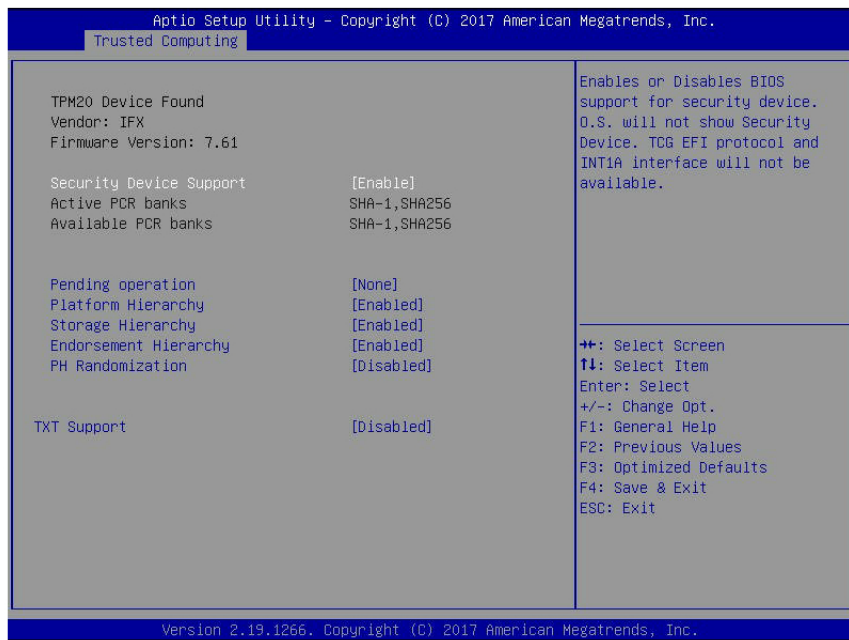 Aptio Setup Utility – Copyright (C) 2017 American Megatrends, Inc.
Trusted Computing
TPM20 Device Found
Vendor: IFX
Firmware Version: 7.61
Security Device Support [Enable]
Active PCR banks SHA-1,SHA256
Available PCR banks SHA-1,SHA256
Pending operation [None]
Platform Hierarchy [Enabled]
Storage Hierarchy [Enabled]
Endorsement Hierarchy [Enabled]
PH Randomization [Disabled]
TXT Support [Disabled]
Enables or Disables BIOS
support for security device.
O.S. will not show Security
Device. TCG EFI protocol and
INT1A interface will not be
available.
→←: Select Screen
↑↓: Select Item
Enter: Select
+/-: Change Opt.
F1: General Help
F2: Previous Values
F3: Optimized Defaults
F4: Save & Exit
ESC: Exit
Version 2.19.1266. Copyright (C) 2017 American Megatrends, Inc.